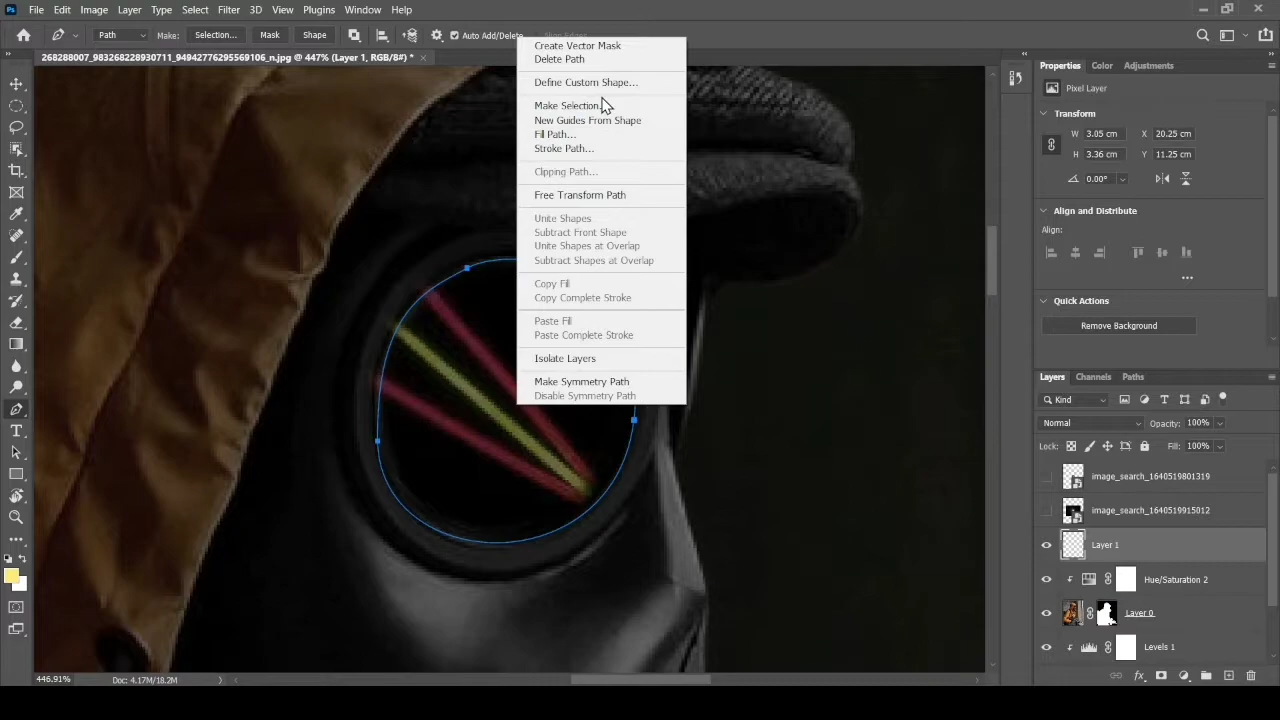 Ps File Edit Image Layer Type Select Filter 3D View Plugins Window Help
Path Make: Selection... Mask Shape Auto Add/Delete Align Edges
268288007_983268228930711_949427762955691​06_n.jpg @ 447% (Layer 1, RGB/8#) *
Create Vector Mask
Delete Path
Define Custom Shape...
Make Selection...
New Guides From Shape
Fill Path...
Stroke Path...
Clipping Path...
Free Transform Path
Unite Shapes
Subtract Front Shape
Unite Shapes at Overlap
Subtract Shapes at Overlap
Copy Fill
Copy Complete Stroke
Paste Fill
Paste Complete Stroke
Isolate Layers
Make Symmetry Path
Disable Symmetry Path
Properties Color Adjustments
Pixel Layer
Transform
W 3.05 cm X 20.25 cm
H 3.36 cm Y 11.25 cm
0.00°
Align and Distribute
Align:
Quick Actions
Remove Background
Layers Channels Paths
Kind
Normal Opacity: 100%
Lock: Fill: 100%
image_search_1640519801319
image_search_1640519915012
Layer 1
Hue/Saturation 2
Layer 0
Levels 1
fx
446.91% Doc: 4.17M/18.2M